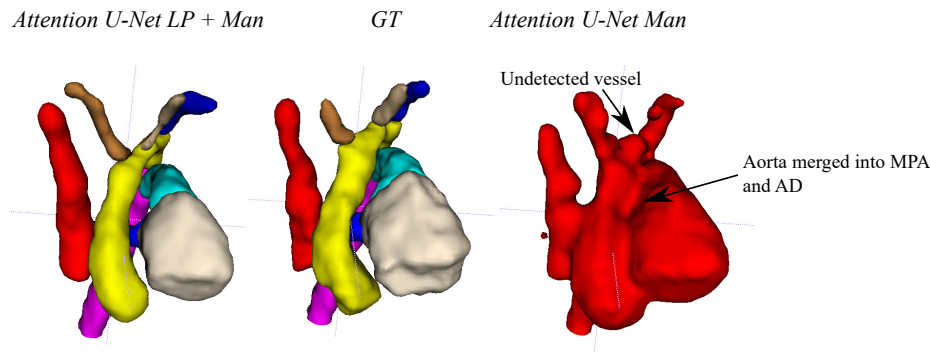 Attention U-Net LP + Man
GT
Attention U-Net Man
Undetected vessel
Aorta merged into MPA
and AD